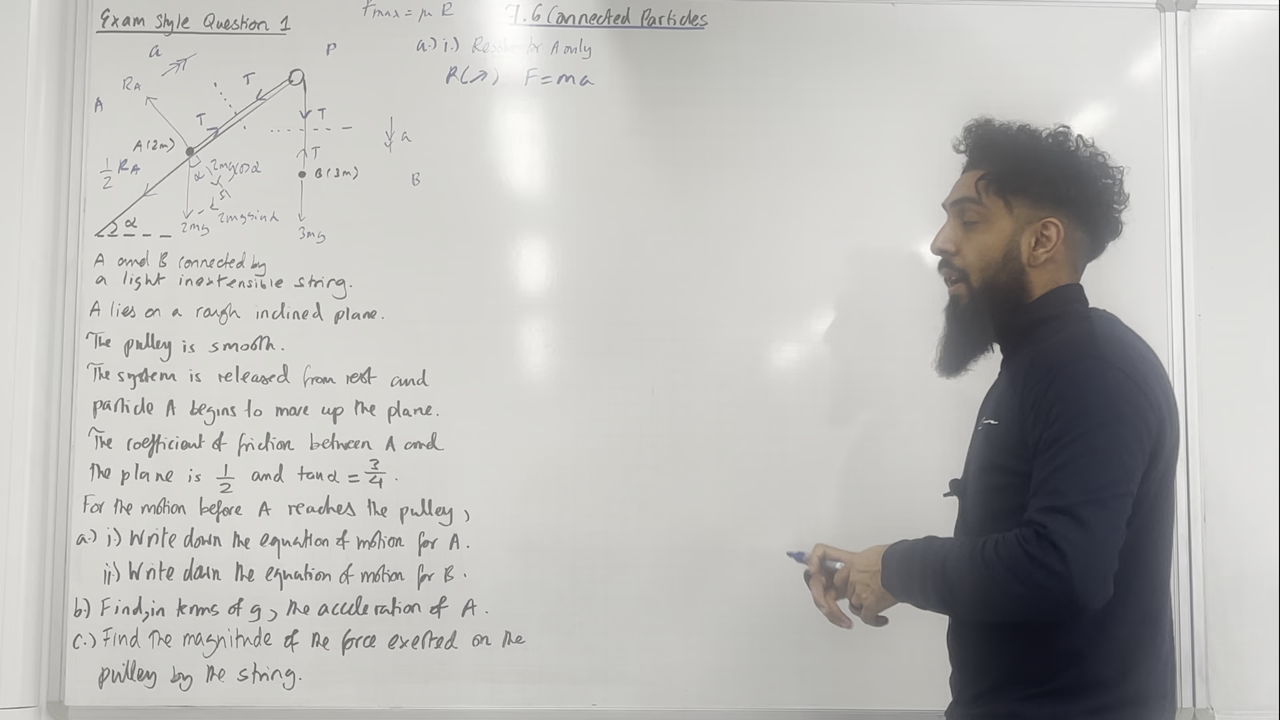 Exam Style Question 1
Fmax = μ R
7.6 Connected Particles
a.) i.) Resolve for A only
R(↗) F = ma
a
P
RA
T
A
T
T
a
A(2m)
T
1/2 RA
α
2mgcosα
B(3m)
B
α
2mg
2mgsinα
3mg
A and B connected by
a light inextensible string.
A lies on a rough inclined plane.
The pulley is smooth.
The system is released from rest and
particle A begins to move up the plane.
The coefficient of friction between A and
the plane is 1/2 and tanα = 3/4.
For the motion before A reaches the pulley,
a.) i.) Write down the equation of motion for A.
ii.) Write down the equation of motion for B.
b.) Find, in terms of g, the acceleration of A.
c.) Find the magnitude of the force exerted on the
pulley by the string.